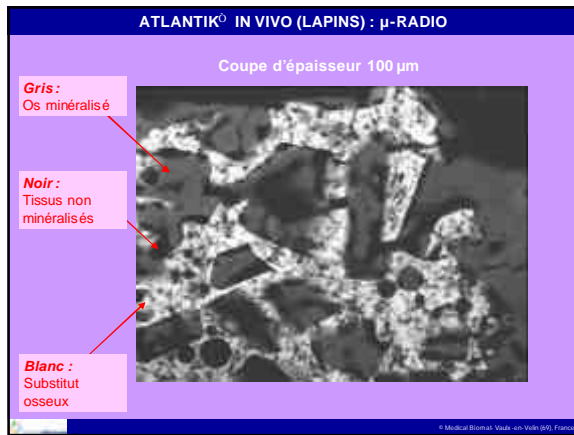 ATLANTIKÒ IN VIVO (LAPINS) : µ-RADIO
Coupe d'épaisseur 100 µm
Gris :
Os minéralisé
Noir :
Tissus non
minéralisés
Blanc :
Substitut
osseux
© Medical Biomat- Vaulx -en- Velin (69), France